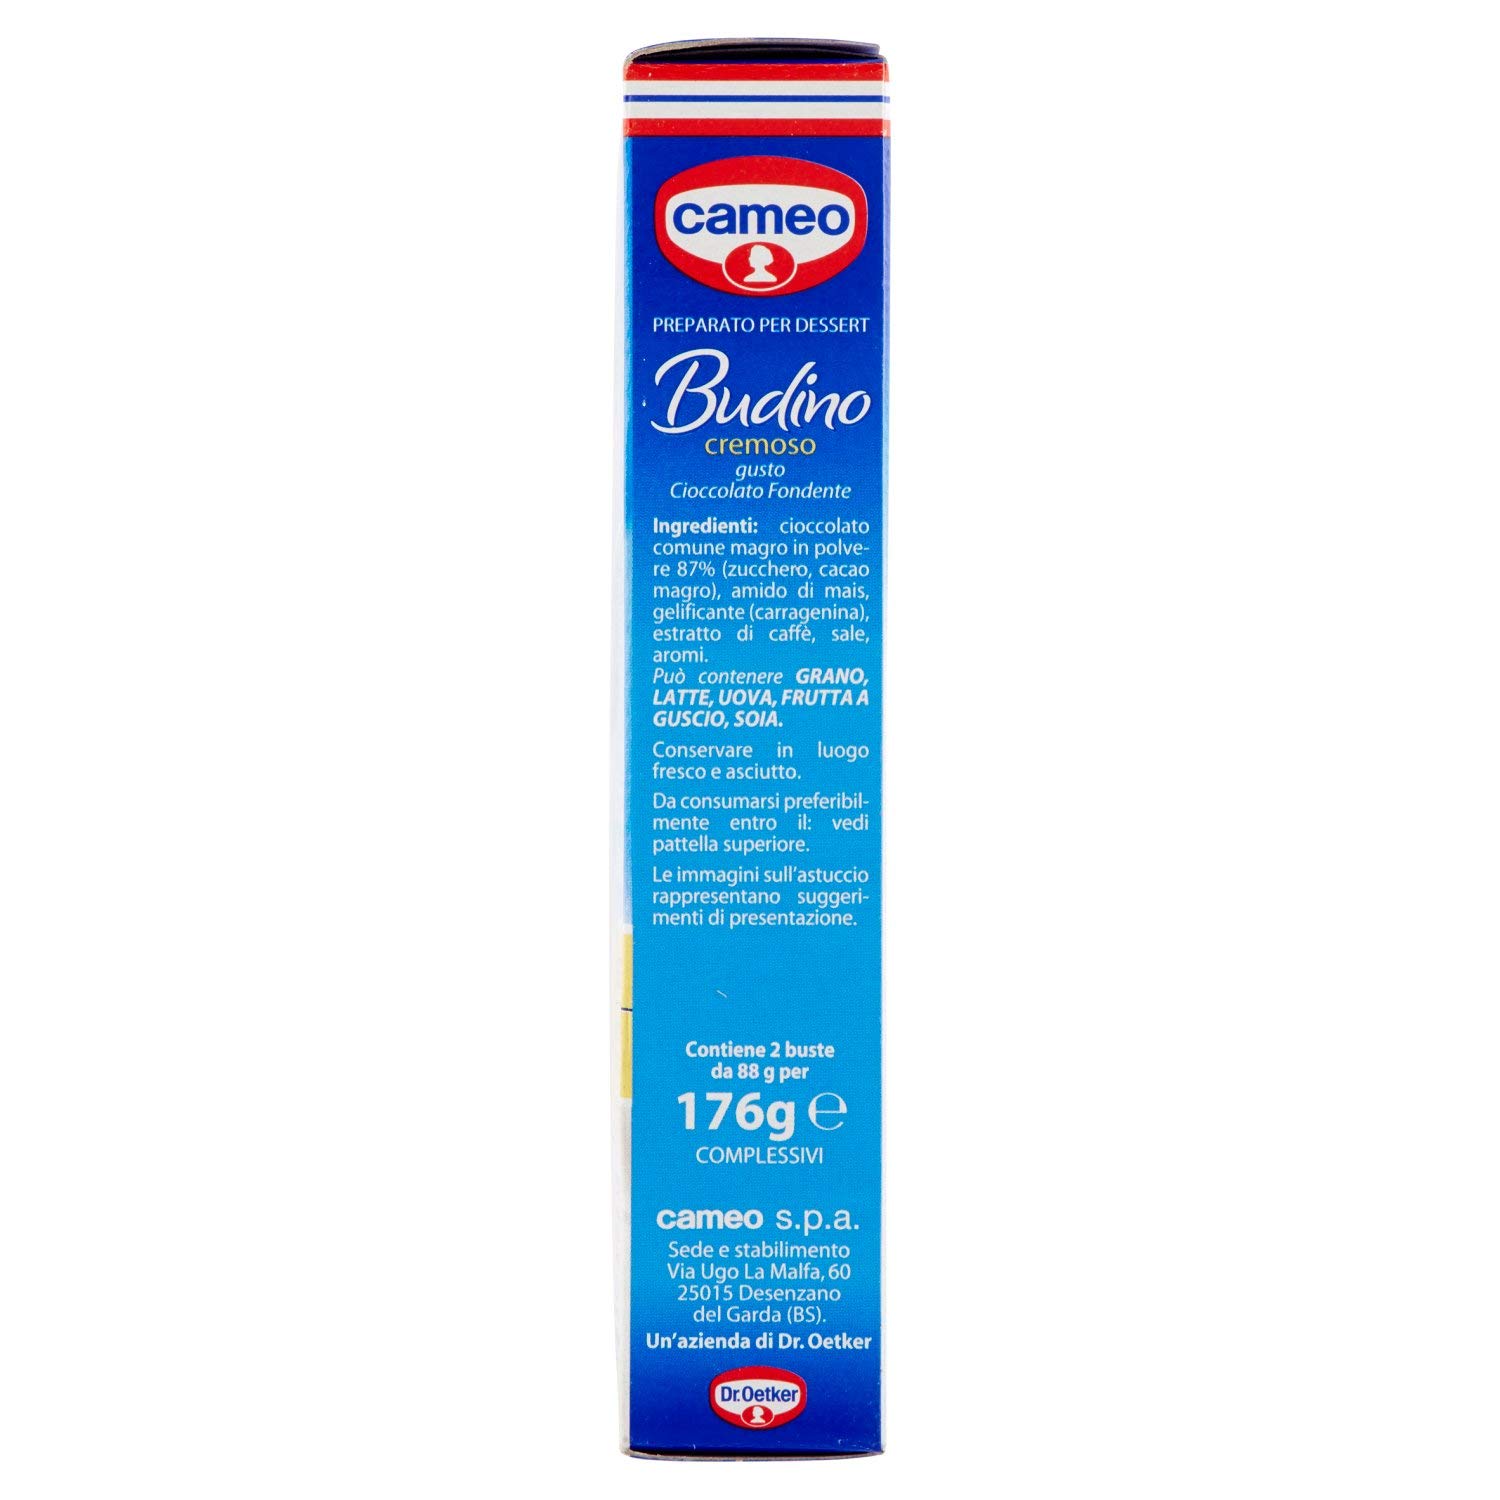 cameo
PREPARATO PER DESSERT
Budino
cremoso
gusto
Cioccolato Fondente
Ingredienti: cioccolato
comune magro in polve-
re 87% (zucchero, cacao
magro), amido di mais,
gelificante (carragenina),
estratto di caffè, sale,
aromi.
Può contenere GRANO,
LATTE, UOVA, FRUTTA A
GUSCIO, SOIA.
Conservare in luogo
fresco e asciutto.
Da consumarsi preferibil-
mente entro il: vedi
pattella superiore.
Le immagini sull'astuccio
rappresentano suggeri-
menti di presentazione.
Contiene 2 buste
da 88 g per
176g ℮
COMPLESSIVI
cameo s.p.a.
Sede e stabilimento
Via Ugo La Malfa, 60
25015 Desenzano
del Garda (BS).
Un'azienda di Dr. Oetker
Dr. Oetker